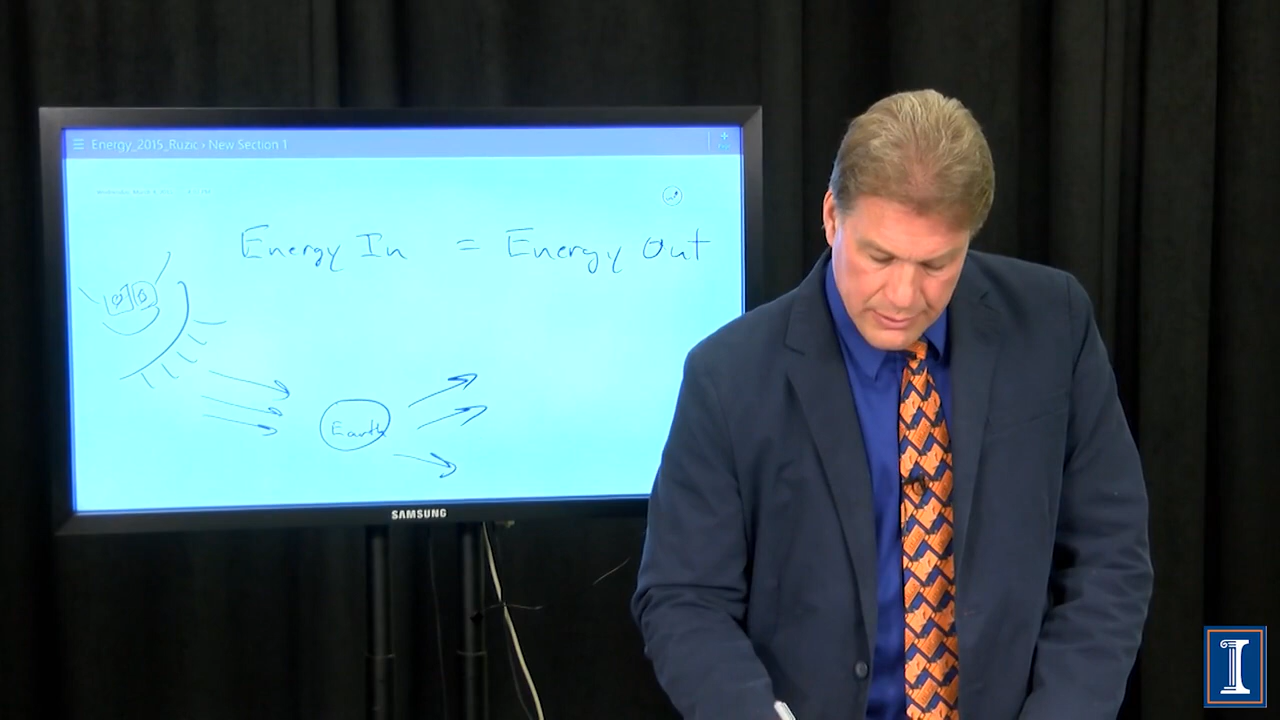 Energy_2015_Ruzic › New Section 1
Energy In = Energy Out
Earth
SAMSUNG
I